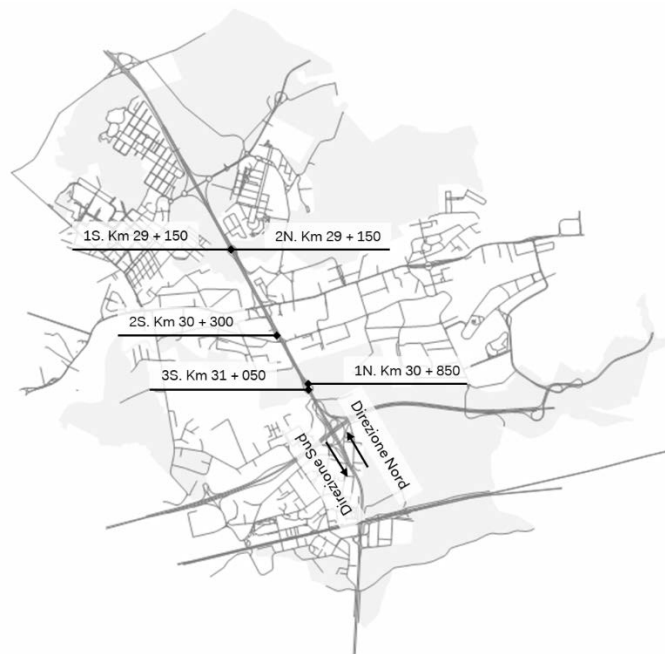 1S. Km 29 + 150
2N. Km 29 + 150
2S. Km 30 + 300
3S. Km 31 + 050
1N. Km 30 + 850
Direzione Nord
Direzione Sud